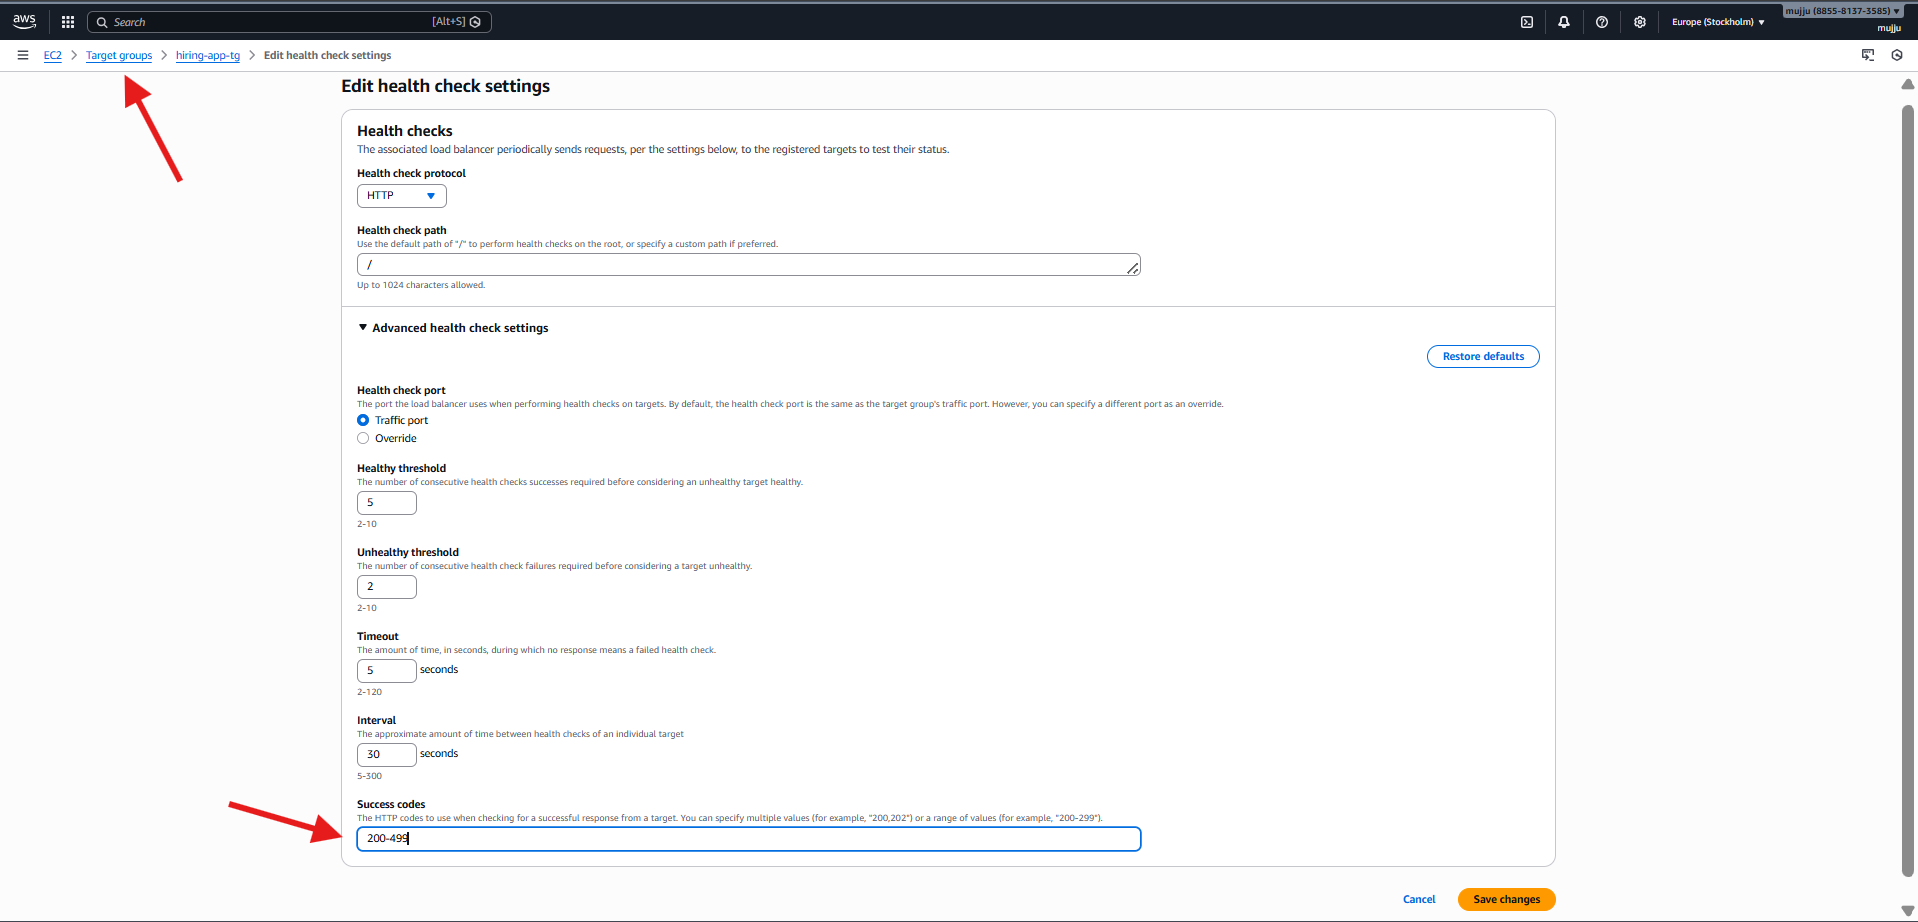 aws
Search [Alt+S]
Europe (Stockholm)
mujju (8855-8137-3585)
mujju
EC2 > Target groups > hiring-app-tg > Edit health check settings
Edit health check settings
Health checks
The associated load balancer periodically sends requests, per the settings below, to the registered targets to test their status.
Health check protocol
HTTP
Health check path
Use the default path of "/" to perform health checks on the root, or specify a custom path if preferred.
/
Up to 1024 characters allowed.
Advanced health check settings
Restore defaults
Health check port
The port the load balancer uses when performing health checks on targets. By default, the health check port is the same as the target group's traffic port. However, you can specify a different port as an override.
Traffic port
Override
Healthy threshold
The number of consecutive health checks successes required before considering an unhealthy target healthy.
5
2-10
Unhealthy threshold
The number of consecutive health check failures required before considering a target unhealthy.
2
2-10
Timeout
The amount of time, in seconds, during which no response means a failed health check.
5 seconds
2-120
Interval
The approximate amount of time between health checks of an individual target
30 seconds
5-300
Success codes
The HTTP codes to use when checking for a successful response from a target. You can specify multiple values (for example, "200,202") or a range of values (for example, "200-299").
200-499
Cancel
Save changes